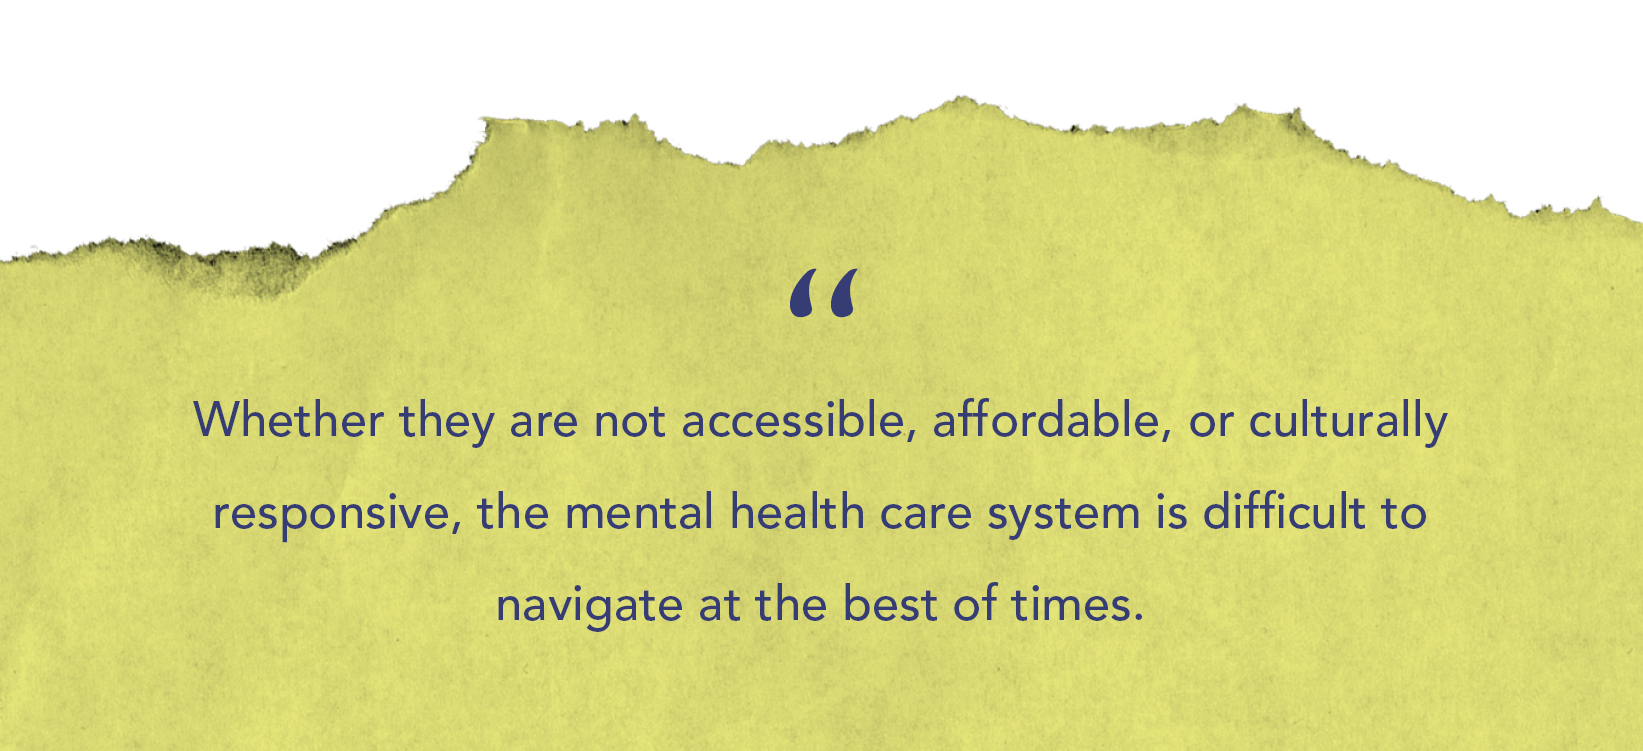 “
Whether they are not accessible, affordable, or culturally
responsive, the mental health care system is difficult to
navigate at the best of times.